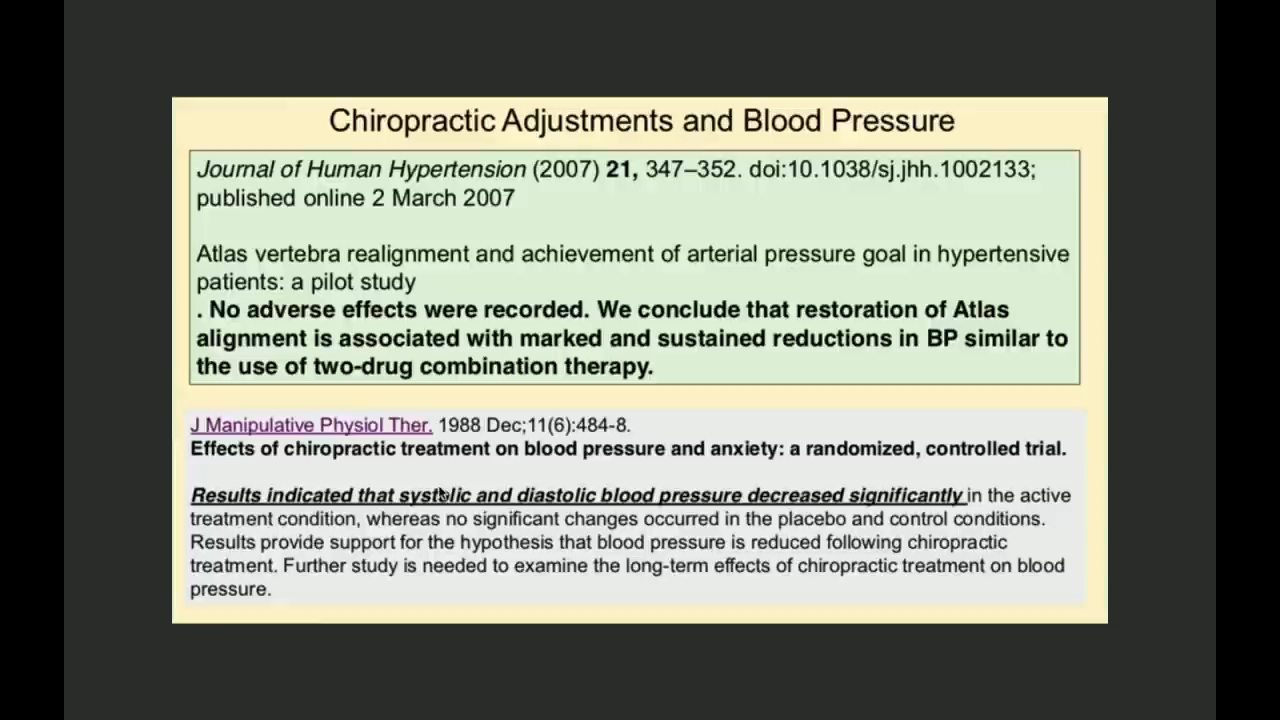 Chiropractic Adjustments and Blood Pressure
Journal of Human Hypertension (2007) 21, 347–352. doi:10.1038/sj.jhh.1002133;
published online 2 March 2007
Atlas vertebra realignment and achievement of arterial pressure goal in hypertensive
patients: a pilot study
. No adverse effects were recorded. We conclude that restoration of Atlas
alignment is associated with marked and sustained reductions in BP similar to
the use of two-drug combination therapy.
J Manipulative Physiol Ther. 1988 Dec;11(6):484-8.
Effects of chiropractic treatment on blood pressure and anxiety: a randomized, controlled trial.
Results indicated that systolic and diastolic blood pressure decreased significantly in the active
treatment condition, whereas no significant changes occurred in the placebo and control conditions.
Results provide support for the hypothesis that blood pressure is reduced following chiropractic
treatment. Further study is needed to examine the long-term effects of chiropractic treatment on blood
pressure.